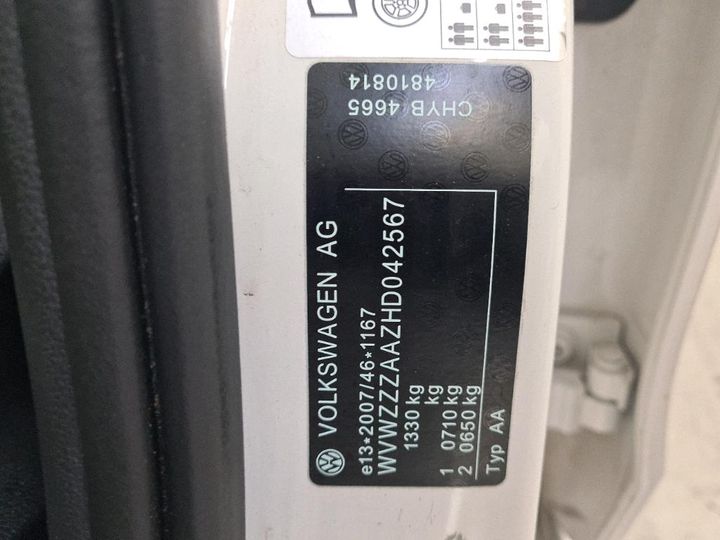 VOLKSWAGEN AG
e13*2007/46*1167
WVWZZZAAZHD042567
1330 kg
kg
1 0710 kg
2 0650 kg
Typ AA
CHYB 4665
4810814